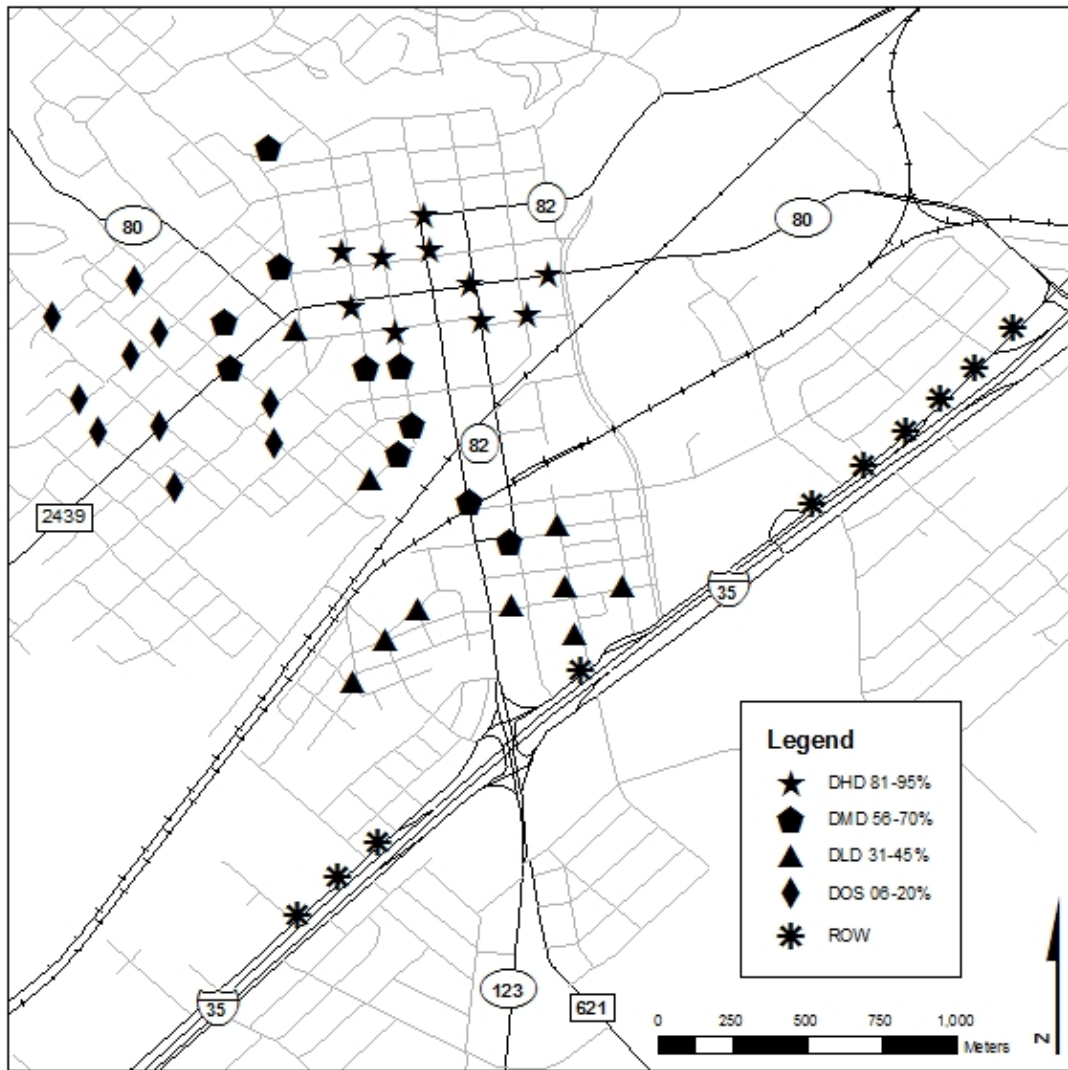 82
80
80
82
2439
35
Legend
DHD 81-95%
DMD 56-70%
DLD 31-45%
DOS 06-20%
ROW
123
621
35
0 250 500 750 1,000
Meters
N